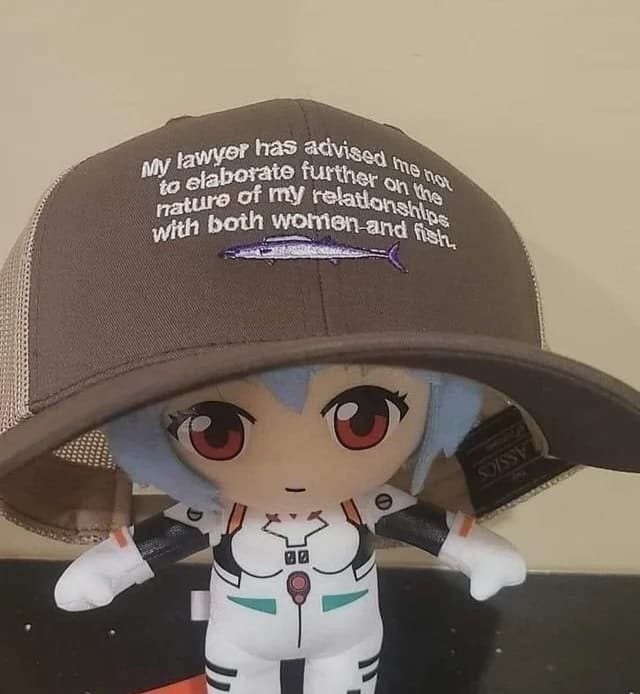 My lawyer has advised me not
to elaborate further on the
nature of my relationships
with both women and fish.
CLASSICS